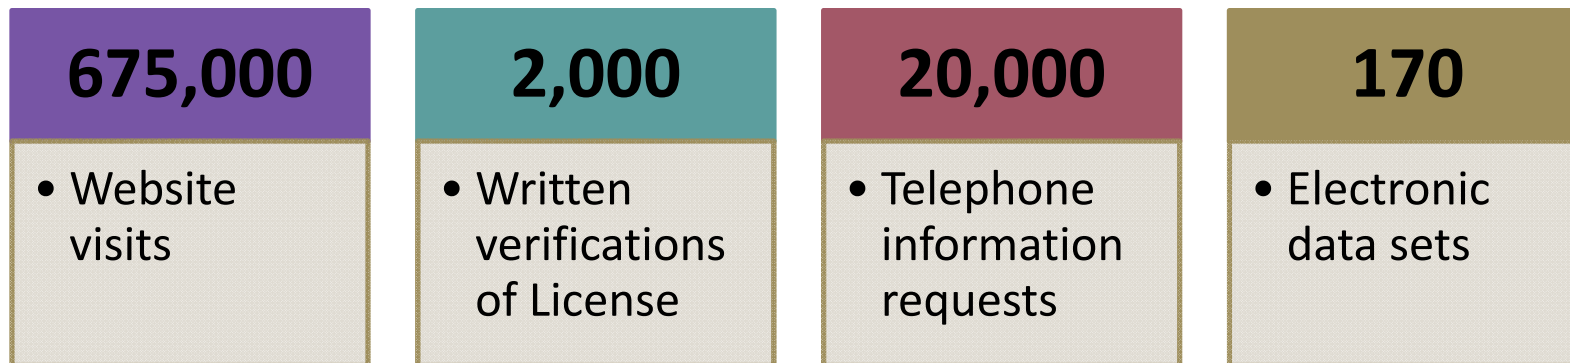 675,000
• Website
visits
2,000
• Written
verifications
of License
20,000
• Telephone
information
requests
170
• Electronic
data sets